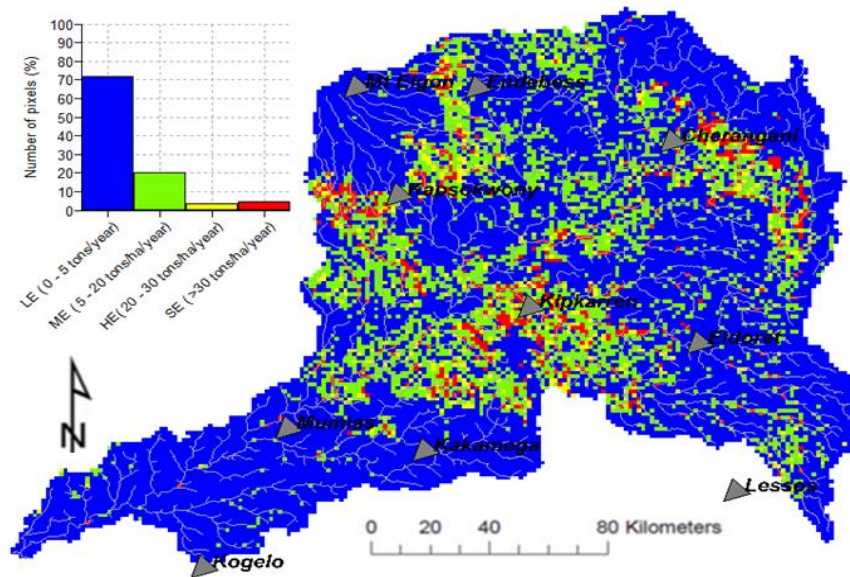 100
90
80
70
60
50
40
30
20
10
0
Number of pixels (%)
LE ( 0 - 5 tons/year)
ME ( 5 - 20 tons/ha/year)
HE( 20 - 30 tons/ha/year)
SE (>30 tons/ha/year)
Mt Elgon
Endebess
Cherangani
Kapsokwony
Kipkarren
Eldoret
Mumias
Kakamega
Lessos
Kogelo
N
0 20 40 80 Kilometers